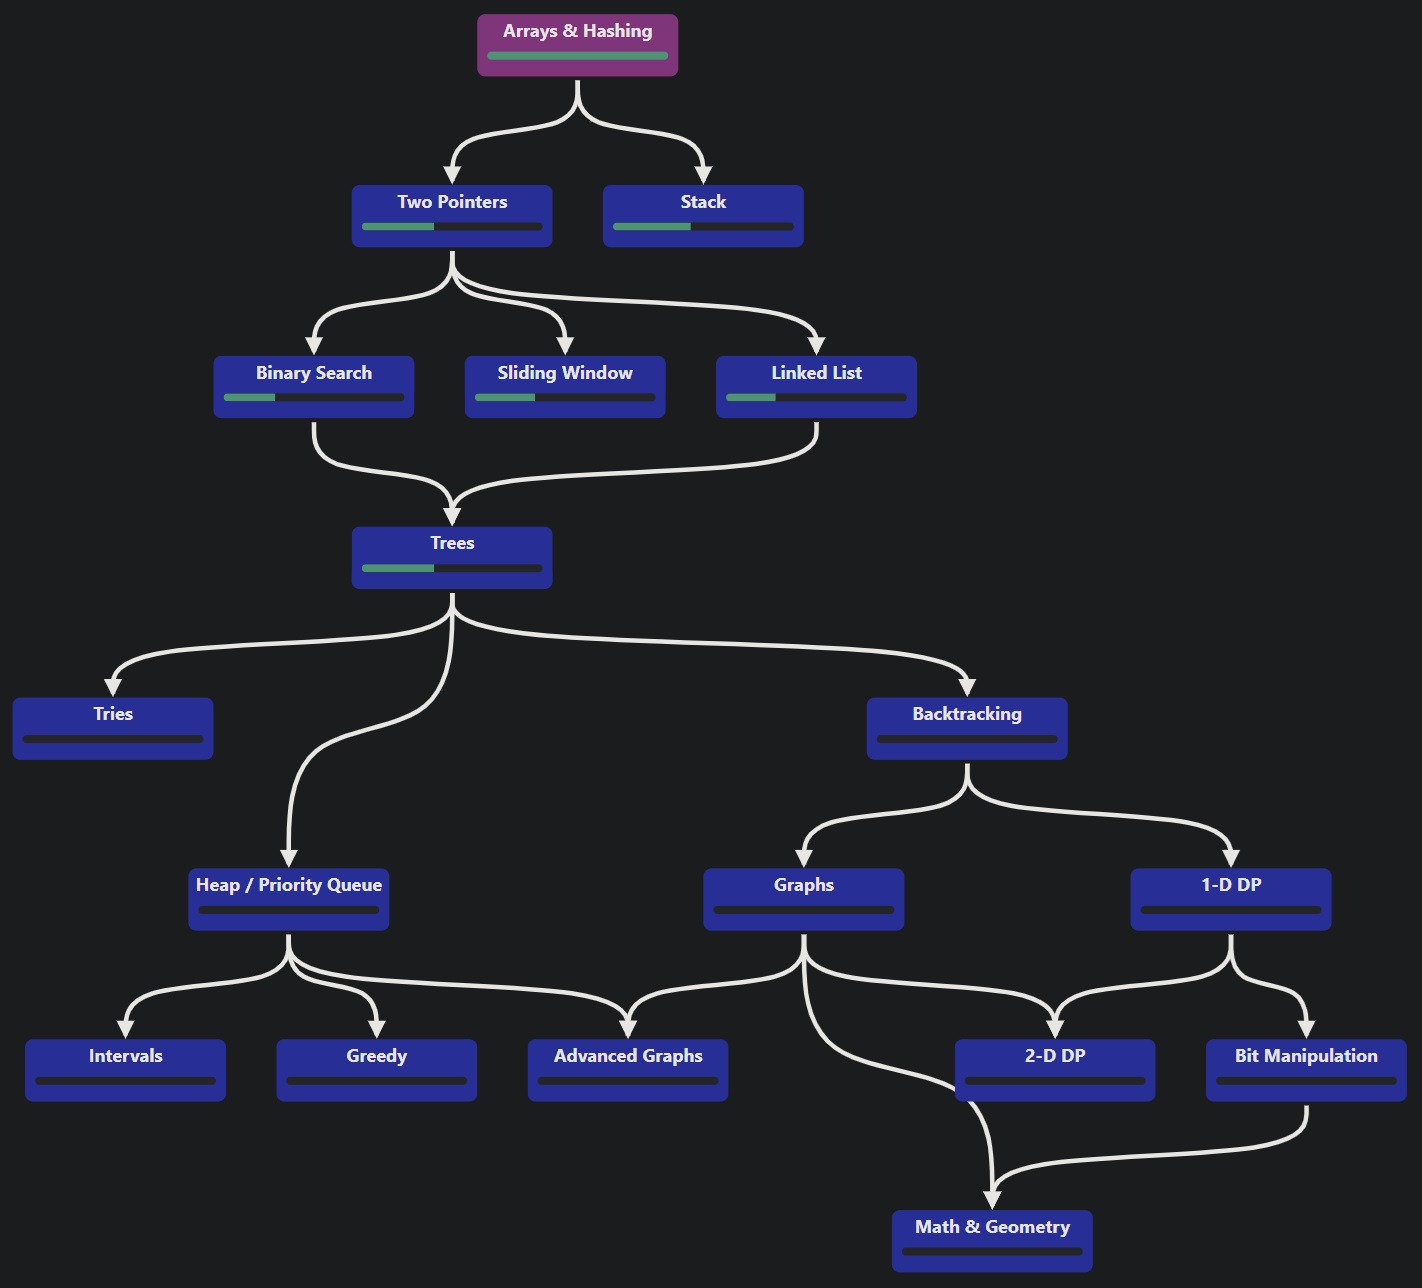 Arrays & Hashing
Two Pointers
Stack
Binary Search
Sliding Window
Linked List
Trees
Tries
Backtracking
Heap / Priority Queue
Graphs
1-D DP
Intervals
Greedy
Advanced Graphs
2-D DP
Bit Manipulation
Math & Geometry